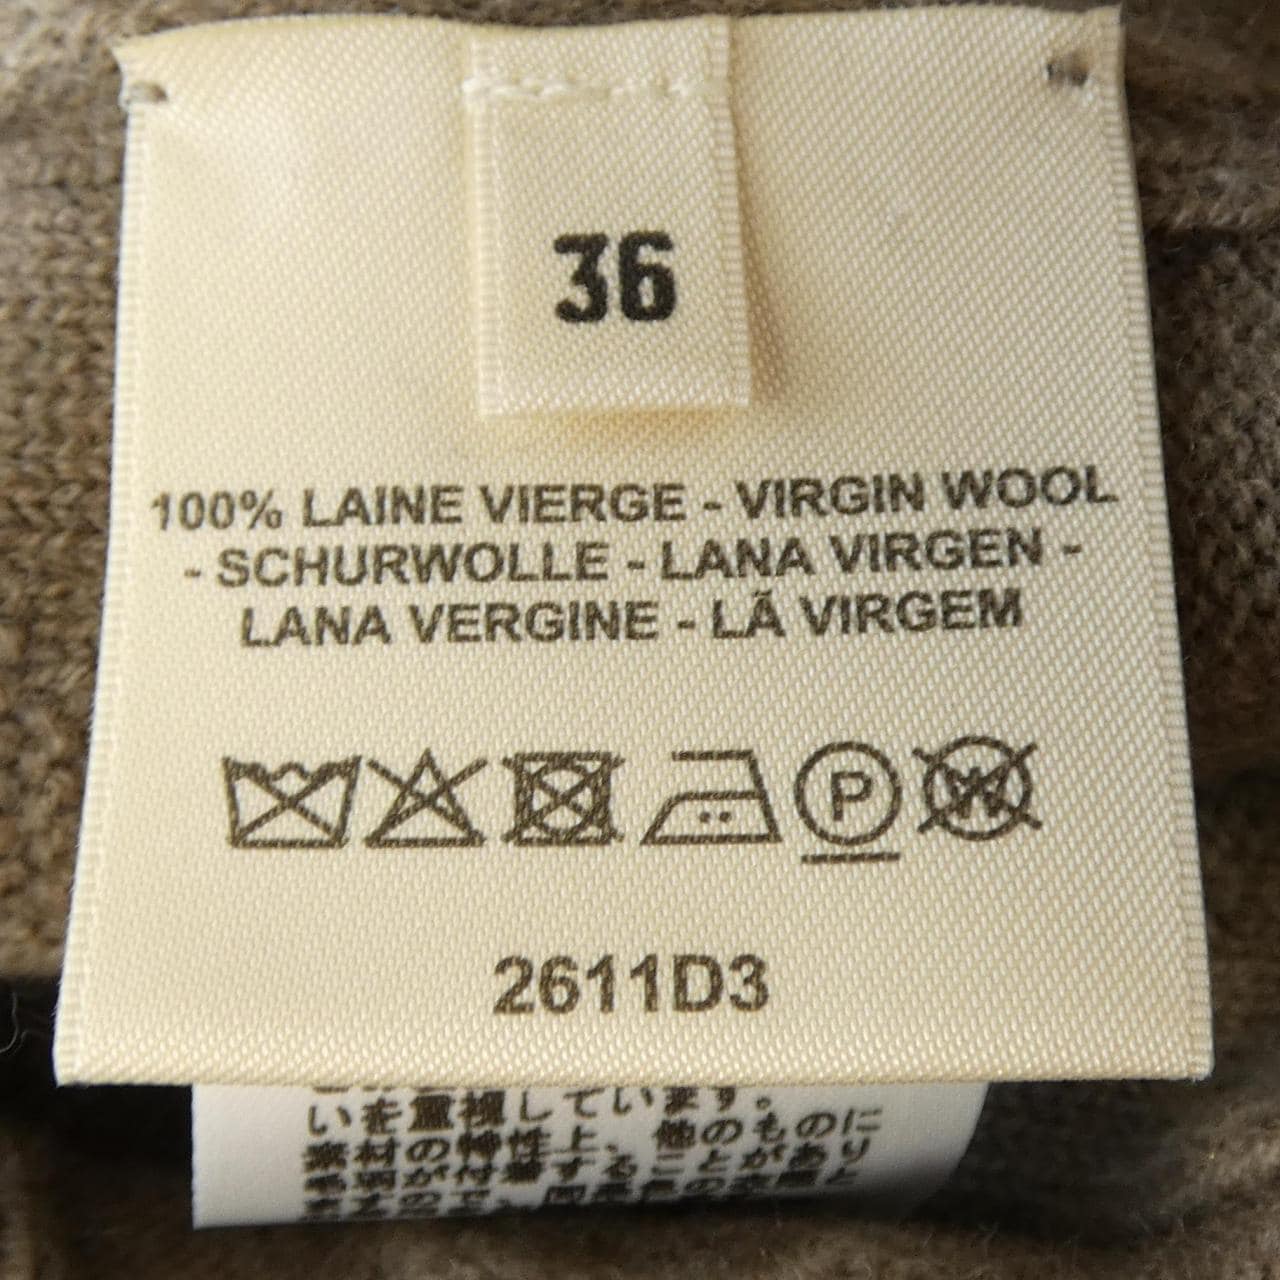 36
100% LAINE VIERGE - VIRGIN WOOL
- SCHURWOLLE - LANA VIRGEN -
LANA VERGINE - LÃ VIRGEM
P
W
2611D3
いを重視しています。
素材の特性上、他のものに